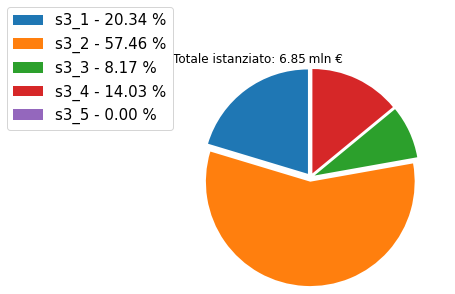 s3_1 - 20.34 %
s3_2 - 57.46 %
s3_3 - 8.17 %
s3_4 - 14.03 %
s3_5 - 0.00 %
Totale istanziato: 6.85 mln €